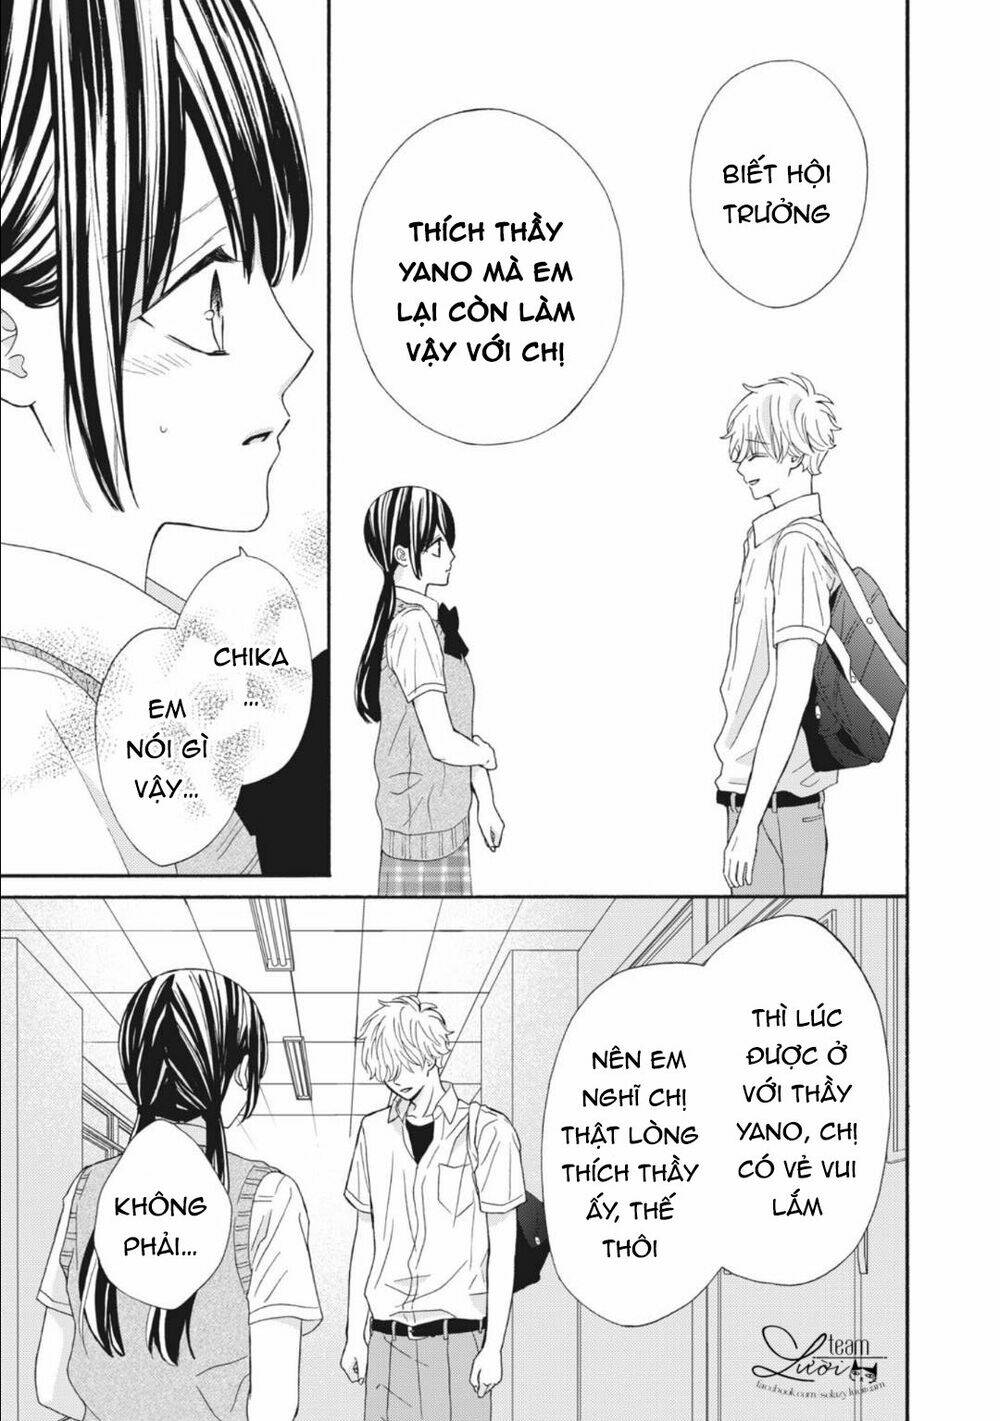 BIẾT HỘI
TRƯỞNG
THÍCH THẦY
YANO MÀ EM
LẠI CÒN LÀM
VẬY VỚI CHỊ
CHIKA
...
EM
NÓI GÌ
VẬY...
THÌ LÚC
ĐƯỢC Ở
VỚI THẦY
YANO, CHỊ
CÓ VẺ VUI
LẮM
NÊN EM
NGHĨ CHỊ
THẬT LÒNG
THÍCH THẦY
ẤY, THẾ
THÔI
KHÔNG
PHẢI...
team
Lười